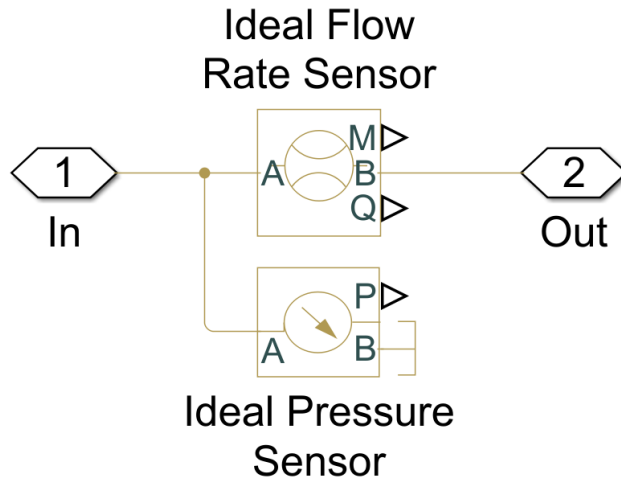 Ideal Flow
Rate Sensor
M
1
A
B
2
Q
In
Out
P
A
B
Ideal Pressure
Sensor